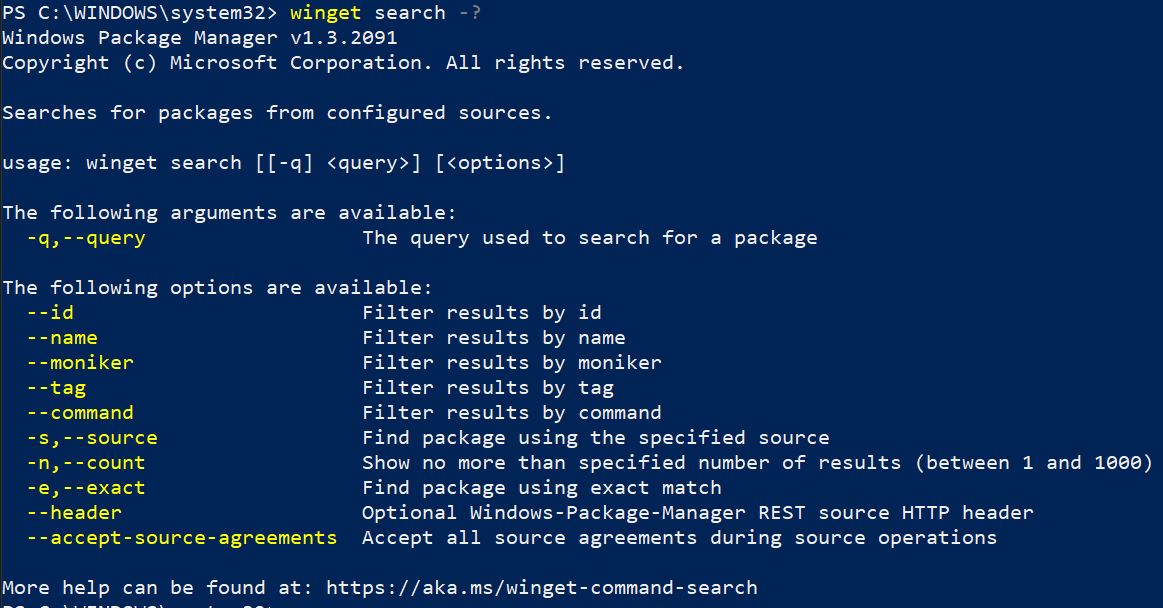 PS C:\WINDOWS\system32> winget search -?
Windows Package Manager v1.3.2091
Copyright (c) Microsoft Corporation. All rights reserved.
Searches for packages from configured sources.
usage: winget search [[-q] <query>] [<options>]
The following arguments are available:
-q,--query The query used to search for a package
The following options are available:
--id Filter results by id
--name Filter results by name
--moniker Filter results by moniker
--tag Filter results by tag
--command Filter results by command
-s,--source Find package using the specified source
-n,--count Show no more than specified number of results (between 1 and 1000)
-e,--exact Find package using exact match
--header Optional Windows-Package-Manager REST source HTTP header
--accept-source-agreements Accept all source agreements during source operations
More help can be found at: https://aka.ms/winget-command-search